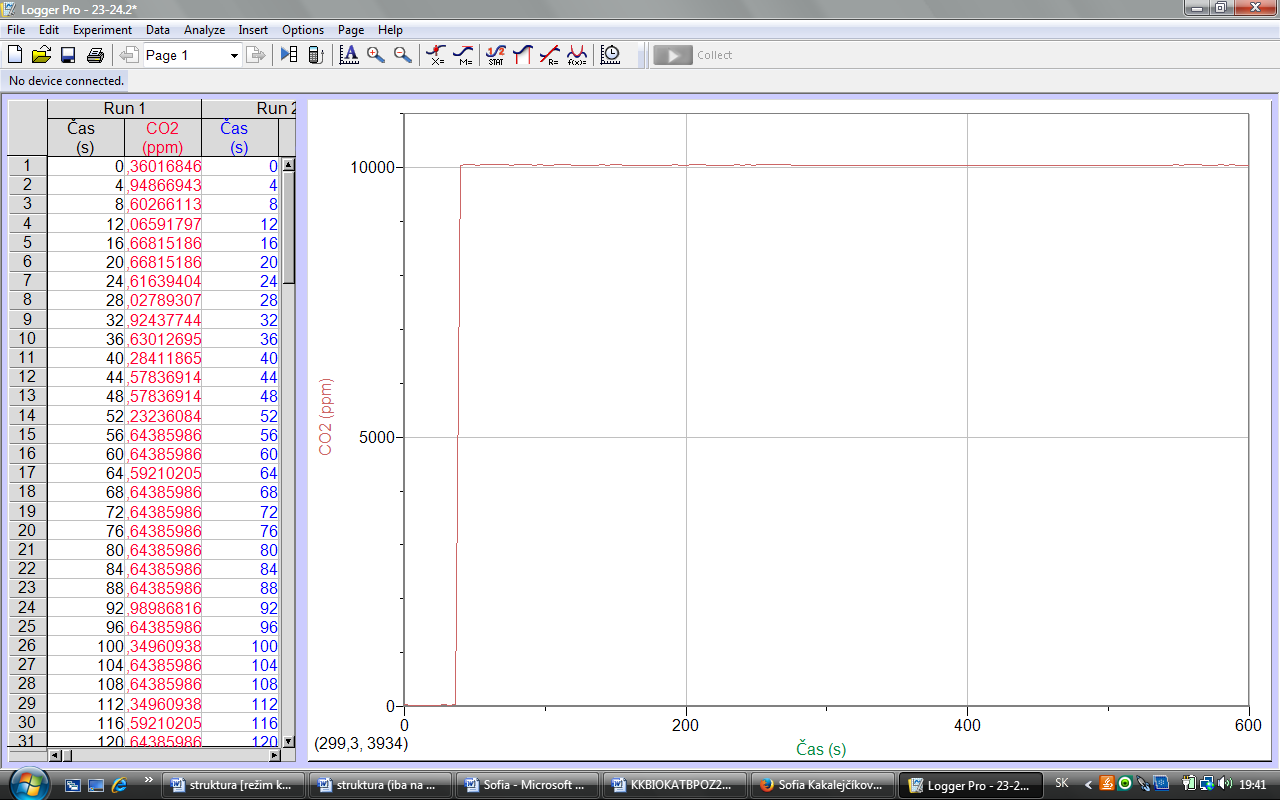 Logger Pro - 23-24.2*
File Edit Experiment Data Analyze Insert Options Page Help
Page 1
Collect
No device connected.
Run 1 Run 2
Čas CO2 Čas
(s) (ppm) (s)
1 0 ,36016846 0
2 4 ,94866943 4
3 8 ,60266113 8
4 12 ,06591797 12
5 16 ,66815186 16
6 20 ,66815186 20
7 24 ,61639404 24
8 28 ,02789307 28
9 32 ,92437744 32
10 36 ,63012695 36
11 40 ,28411865 40
12 44 ,57836914 44
13 48 ,57836914 48
14 52 ,23236084 52
15 56 ,64385986 56
16 60 ,64385986 60
17 64 ,59210205 64
18 68 ,64385986 68
19 72 ,64385986 72
20 76 ,64385986 76
21 80 ,64385986 80
22 84 ,64385986 84
23 88 ,64385986 88
24 92 ,98986816 92
25 96 ,64385986 96
26 100 ,34960938 100
27 104 ,64385986 104
28 108 ,64385986 108
29 112 ,34960938 112
30 116 ,59210205 116
31 120 ,64385986 120
10000
5000
0
CO2 (ppm)
0 200 400 600
Čas (s)
(299,3, 3934)
struktura [režim k... struktura (iba na ... Sofia - Microsoft ... KKBIOKATBPOZ2... Sofia Kakalejčíkov... Logger Pro - 23-2... SK 19:41